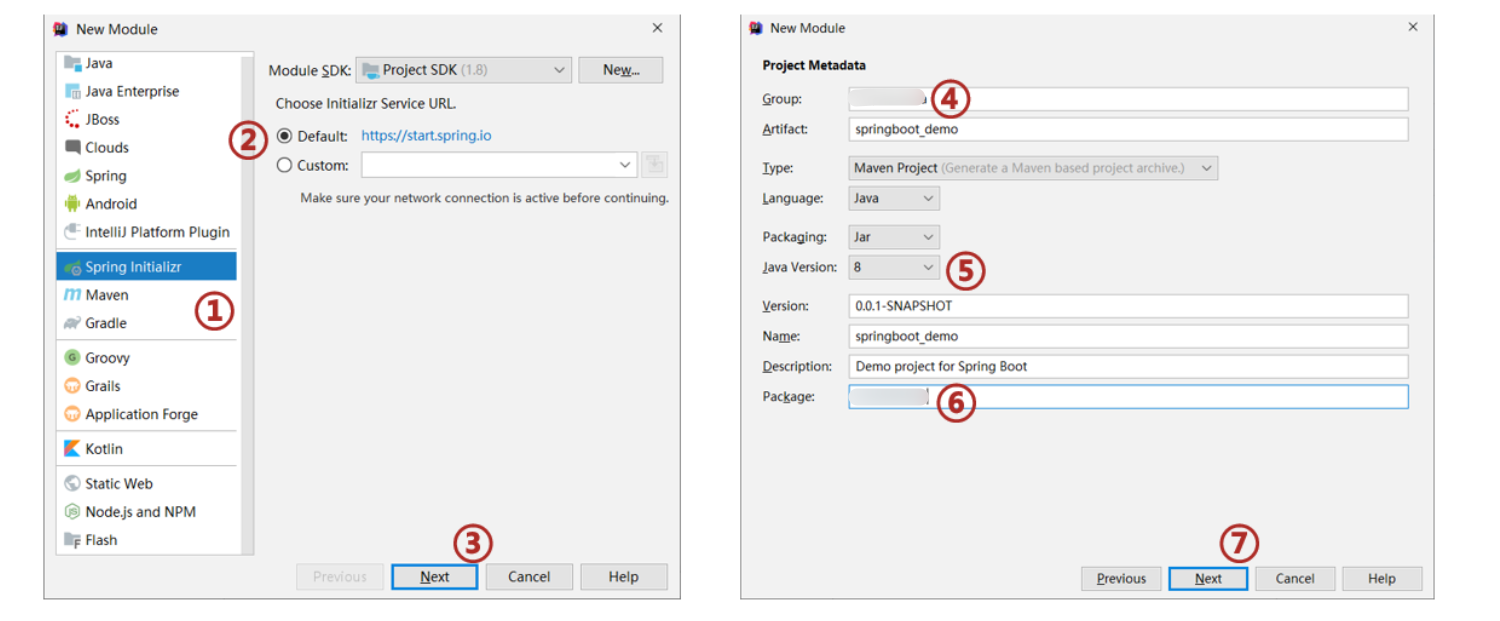 New Module
Java
Java Enterprise
JBoss
Clouds
Spring
Android
IntelliJ Platform Plugin
Spring Initializr
Maven
Gradle
Groovy
Grails
Application Forge
Kotlin
Static Web
Node.js and NPM
Flash
①
Module SDK: Project SDK (1.8) New...
Choose Initializr Service URL.
② Default: https://start.spring.io
Custom:
Make sure your network connection is active before continuing.
③
Previous Next Cancel Help
New Module
Project Metadata
Group: ④
Artifact: springboot_demo
Type: Maven Project (Generate a Maven based project archive.)
Language: Java
Packaging: Jar
Java Version: 8 ⑤
Version: 0.0.1-SNAPSHOT
Name: springboot_demo
Description: Demo project for Spring Boot
Package: ⑥
⑦
Previous Next Cancel Help